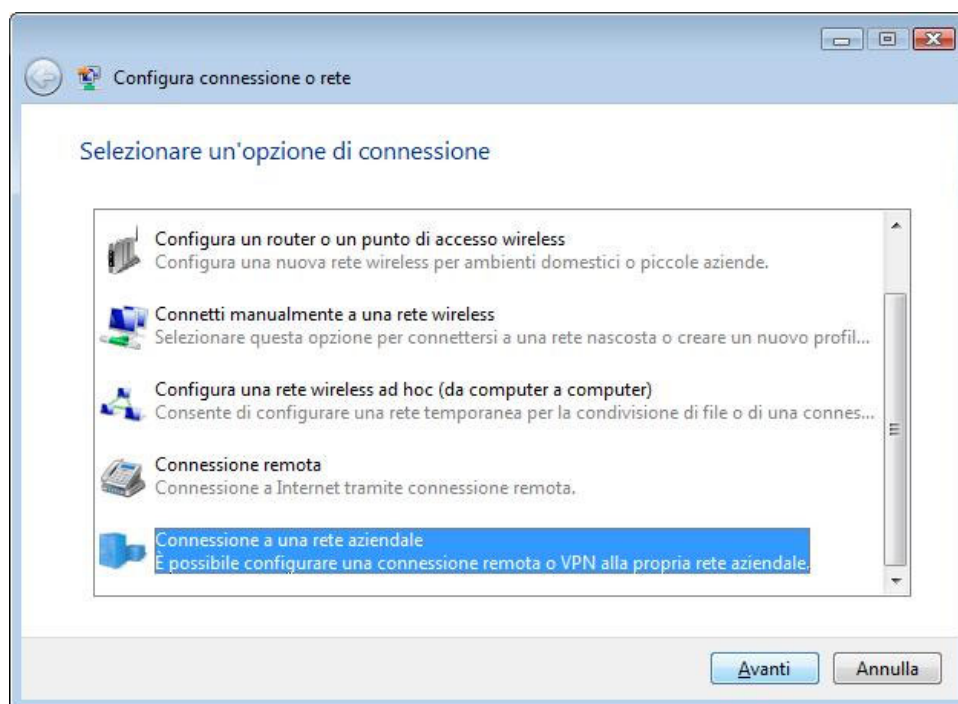 Configura connessione o rete
Selezionare un'opzione di connessione
Configura un router o un punto di accesso wireless
Configura una nuova rete wireless per ambienti domestici o piccole aziende.
Connetti manualmente a una rete wireless
Selezionare questa opzione per connettersi a una rete nascosta o creare un nuovo profil...
Configura una rete wireless ad hoc (da computer a computer)
Consente di configurare una rete temporanea per la condivisione di file o di una connes...
Connessione remota
Connessione a Internet tramite connessione remota.
Connessione a una rete aziendale
È possibile configurare una connessione remota o VPN alla propria rete aziendale.
Avanti Annulla